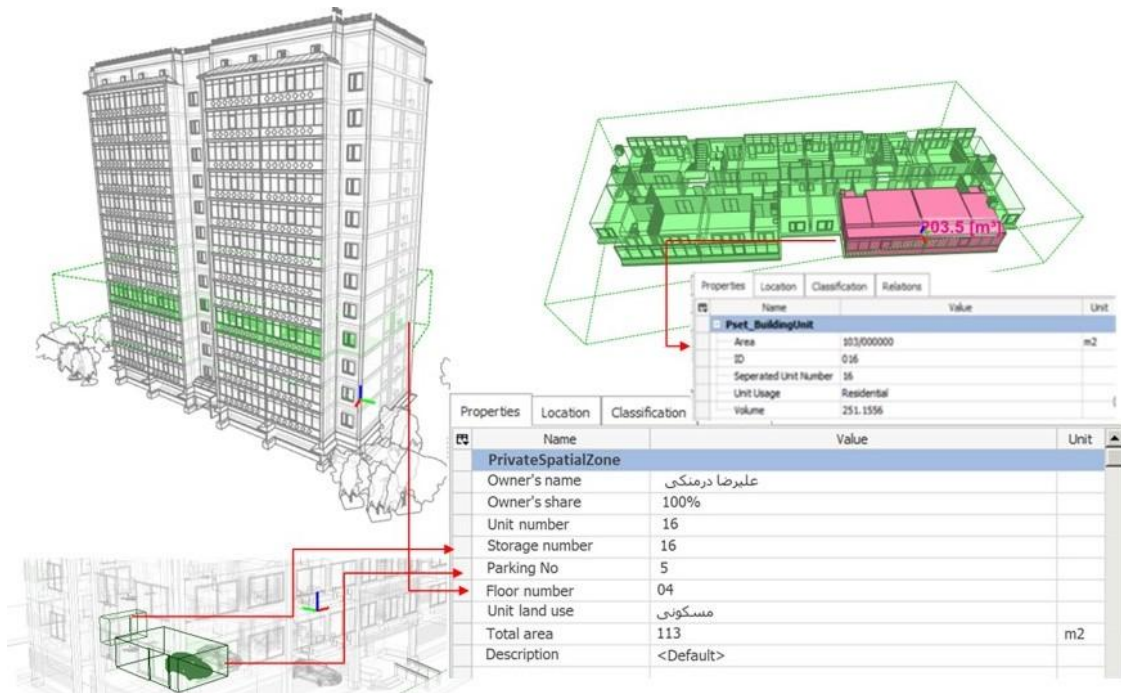 203.5 [m³]
Properties Location Classification Relations
Name Value Unit
Pset_BuildingUnit
Area 103/000000 m2
ID 016
Seperated Unit Number 16
Unit Usage Residential
Volume 251.1556
Properties Location Classification
Name Value Unit
PrivateSpatialZone
Owner's name علیرضا درمنکی
Owner's share 100%
Unit number 16
Storage number 16
Parking No 5
Floor number 04
Unit land use مسکونی
Total area 113 m2
Description <Default>